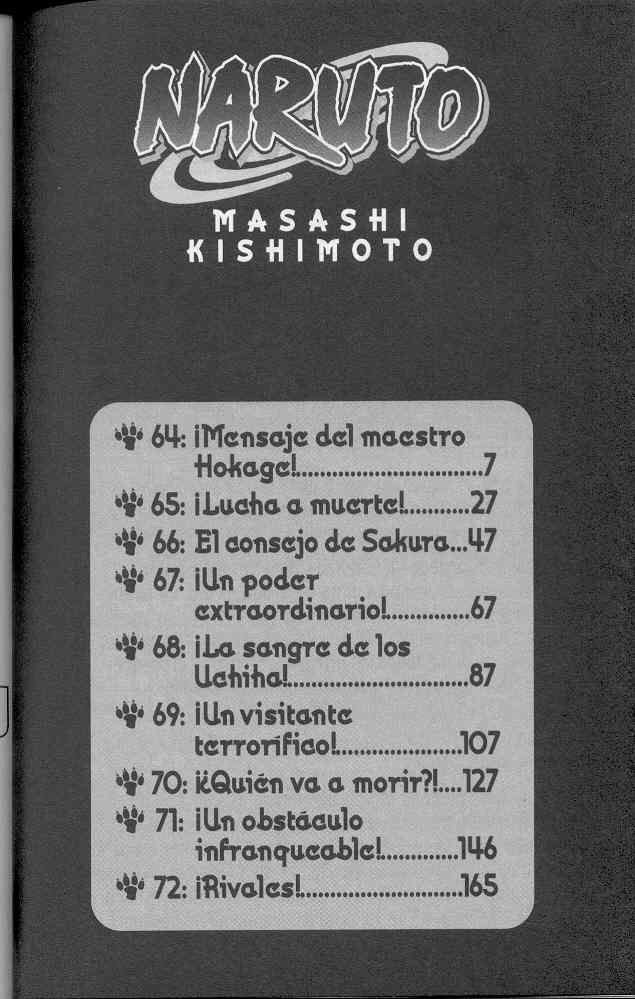 NARUTO
MASASHI
KISHIMOTO
64: ¡Mensaje del maestro
Hokage!..................................7
65: ¡Lucha a muerte!............27
66: El consejo de Sakura...47
67: ¡Un poder
extraordinario!................67
68: ¡La sangre de los
Uchiha!..................................87
69: ¡Un visitante
terrorífico!........................107
70: ¡¿Quién va a morir?!....127
71: ¡Un obstáculo
infranqueable!..............146
72: ¡Rivales!..............................165